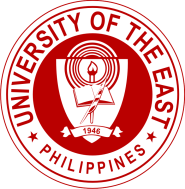 UNIVERSITY OF THE EAST
1946
PHILIPPINES